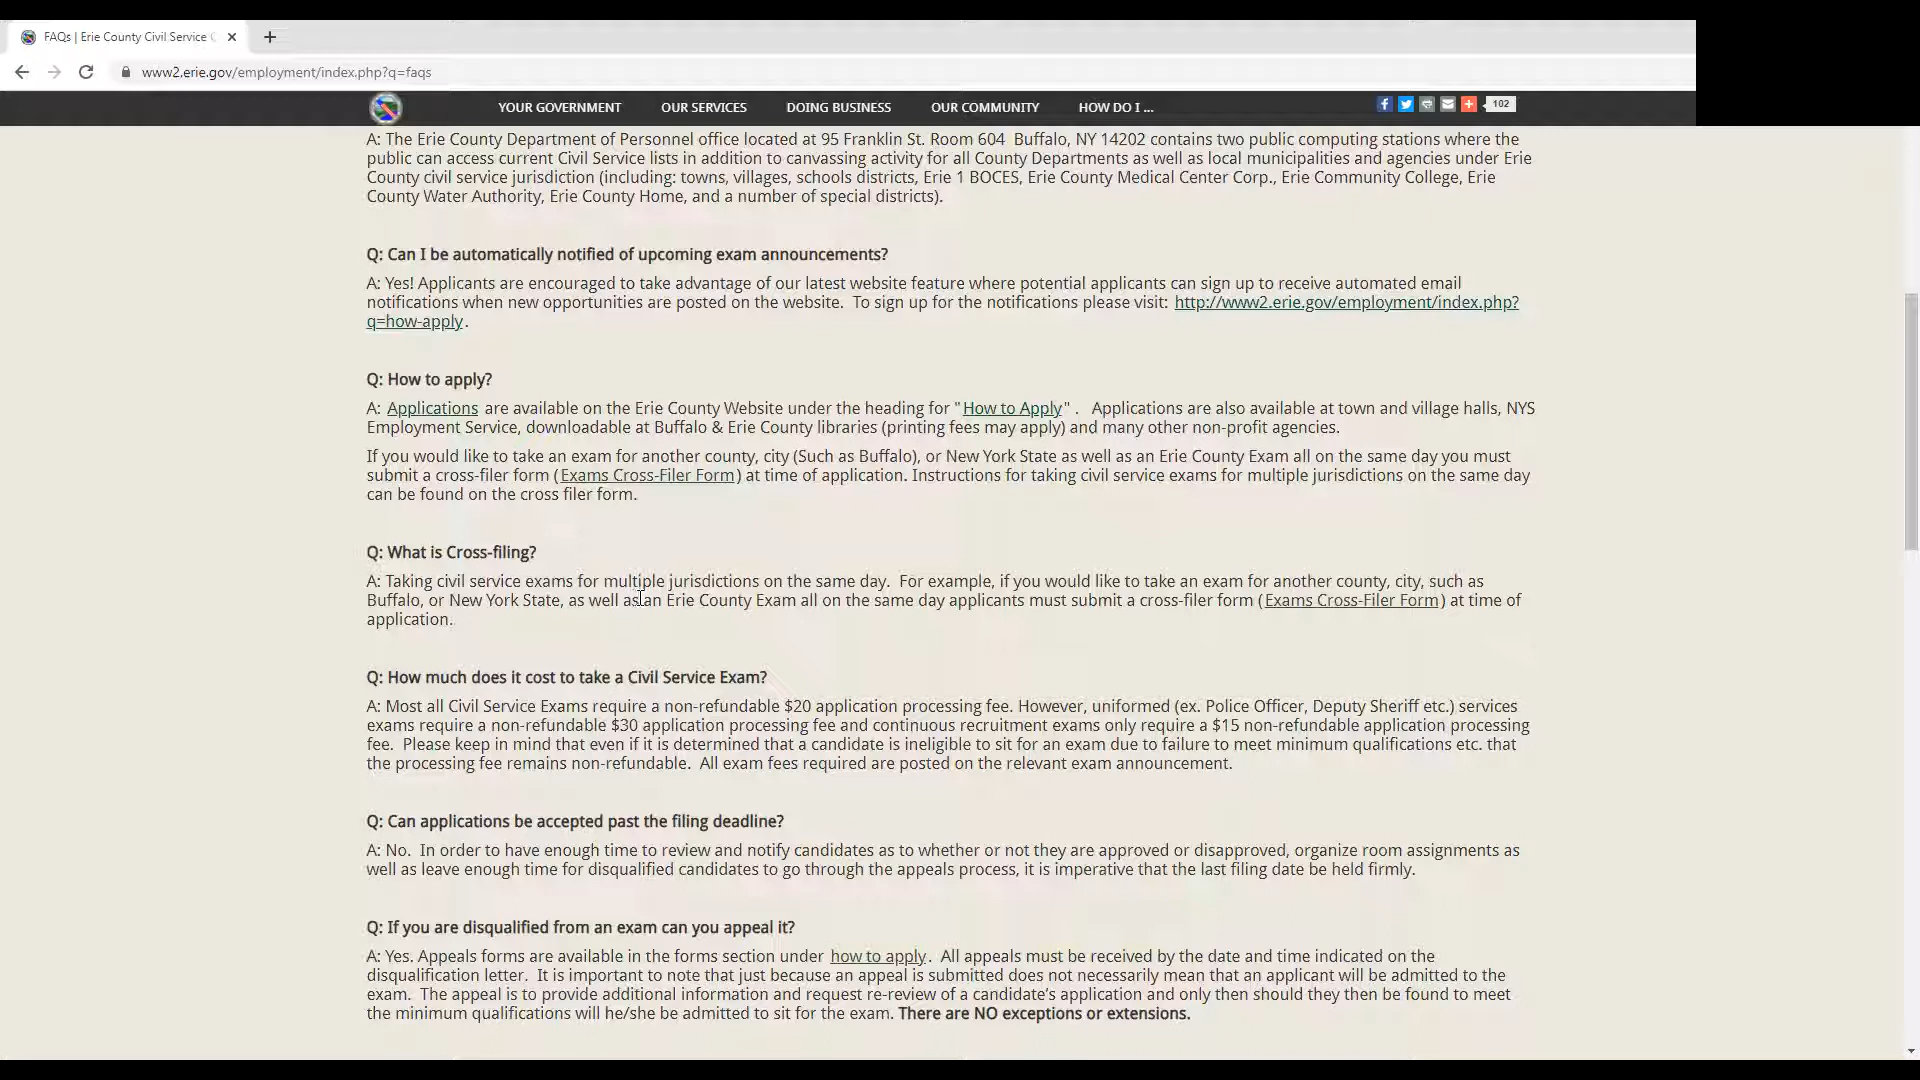 FAQs | Erie County Civil Service
www2.erie.gov/employment/index.php?q=faqs
YOUR GOVERNMENT OUR SERVICES DOING BUSINESS OUR COMMUNITY HOW DO I ... 102
A: The Erie County Department of Personnel office located at 95 Franklin St. Room 604  Buffalo, NY 14202 contains two public computing stations where the
public can access current Civil Service lists in addition to canvassing activity for all County Departments as well as local municipalities and agencies under Erie
County civil service jurisdiction (including: towns, villages, schools districts, Erie 1 BOCES, Erie County Medical Center Corp., Erie Community College, Erie
County Water Authority, Erie County Home, and a number of special districts).
Q: Can I be automatically notified of upcoming exam announcements?
A: Yes! Applicants are encouraged to take advantage of our latest website feature where potential applicants can sign up to receive automated email
notifications when new opportunities are posted on the website.  To sign up for the notifications please visit: http://www2.erie.gov/employment/index.php?
q=how-apply.
Q: How to apply?
A: Applications are available on the Erie County Website under the heading for "How to Apply" .   Applications are also available at town and village halls, NYS
Employment Service, downloadable at Buffalo & Erie County libraries (printing fees may apply) and many other non-profit agencies.
If you would like to take an exam for another county, city (Such as Buffalo), or New York State as well as an Erie County Exam all on the same day you must
submit a cross-filer form (Exams Cross-Filer Form) at time of application. Instructions for taking civil service exams for multiple jurisdictions on the same day
can be found on the cross filer form.
Q: What is Cross-filing?
A: Taking civil service exams for multiple jurisdictions on the same day.  For example, if you would like to take an exam for another county, city, such as
Buffalo, or New York State, as well as an Erie County Exam all on the same day applicants must submit a cross-filer form (Exams Cross-Filer Form) at time of
application.
Q: How much does it cost to take a Civil Service Exam?
A: Most all Civil Service Exams require a non-refundable $20 application processing fee. However, uniformed (ex. Police Officer, Deputy Sheriff etc.) services
exams require a non-refundable $30 application processing fee and continuous recruitment exams only require a $15 non-refundable application processing
fee.  Please keep in mind that even if it is determined that a candidate is ineligible to sit for an exam due to failure to meet minimum qualifications etc. that
the processing fee remains non-refundable.  All exam fees required are posted on the relevant exam announcement.
Q: Can applications be accepted past the filing deadline?
A: No.  In order to have enough time to review and notify candidates as to whether or not they are approved or disapproved, organize room assignments as
well as leave enough time for disqualified candidates to go through the appeals process, it is imperative that the last filing date be held firmly.
Q: If you are disqualified from an exam can you appeal it?
A: Yes. Appeals forms are available in the forms section under how to apply.  All appeals must be received by the date and time indicated on the
disqualification letter.  It is important to note that just because an appeal is submitted does not necessarily mean that an applicant will be admitted to the
exam.  The appeal is to provide additional information and request re-review of a candidate's application and only then should they then be found to meet
the minimum qualifications will he/she be admitted to sit for the exam. There are NO exceptions or extensions.